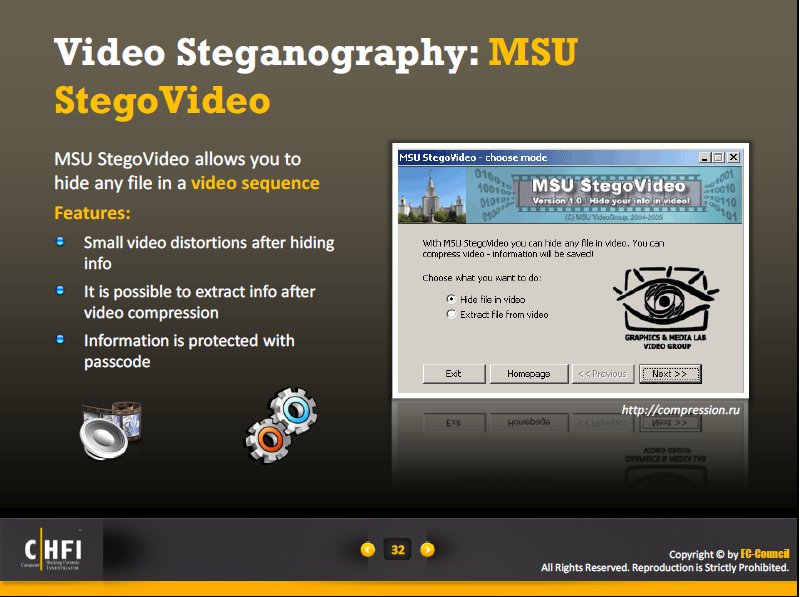 Video Steganography: MSU
StegoVideo
MSU StegoVideo allows you to
hide any file in a video sequence
Features:
Small video distortions after hiding
info
It is possible to extract info after
video compression
Information is protected with
passcode
MSU StegoVideo - choose mode
MSU StegoVideo
Version 1.0 : Hide your info in video!
(C) MSU VideoGroup, 2004-2005
With MSU StegoVideo you can hide any file in video. You can
compress video - information will be saved!
Choose what you want to do:
Hide file in video
Extract file from video
GRAPHICS & MEDIA LAB
VIDEO GROUP
Exit
Homepage
<< Previous
Next >>
http://compression.ru
CHFI
Computer Hacking Forensic
INVESTIGATOR
32
Copyright © by EC-Council
All Rights Reserved. Reproduction is Strictly Prohibited.